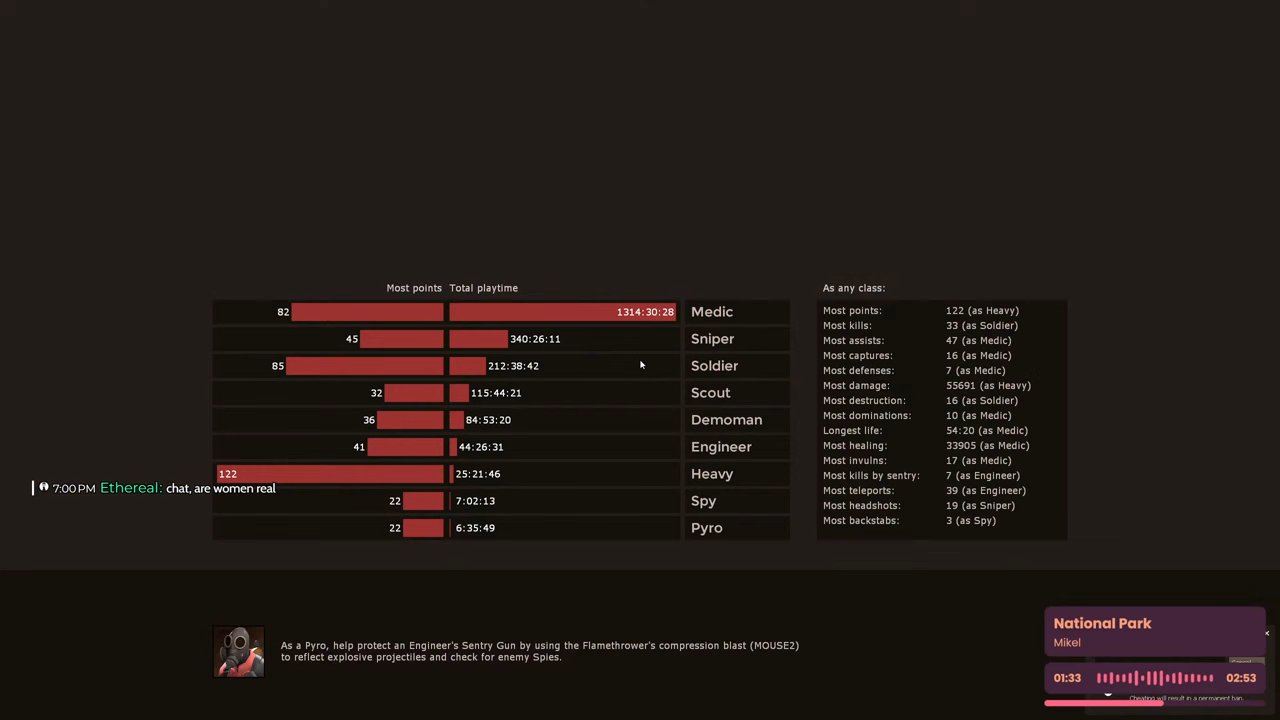 Most points Total playtime
82 1314:30:28 Medic
45 340:26:11 Sniper
85 212:38:42 Soldier
32 115:44:21 Scout
36 84:53:20 Demoman
41 44:26:31 Engineer
122 25:21:46 Heavy
22 7:02:13 Spy
22 6:35:49 Pyro
As any class:
Most points: 122 (as Heavy)
Most kills: 33 (as Soldier)
Most assists: 47 (as Medic)
Most captures: 16 (as Medic)
Most defenses: 7 (as Medic)
Most damage: 55691 (as Heavy)
Most destruction: 16 (as Soldier)
Most dominations: 10 (as Medic)
Longest life: 54:20 (as Medic)
Most healing: 33905 (as Medic)
Most invulns: 17 (as Medic)
Most kills by sentry: 7 (as Engineer)
Most teleports: 39 (as Engineer)
Most headshots: 19 (as Sniper)
Most backstabs: 3 (as Spy)
7:00 PM Ethereal: chat, are women real
As a Pyro, help protect an Engineer's Sentry Gun by using the Flamethrower's compression blast (MOUSE2)
to reflect explosive projectiles and check for enemy Spies.
National Park
Mikel
01:33 02:53
Cheating will result in a permanent ban.